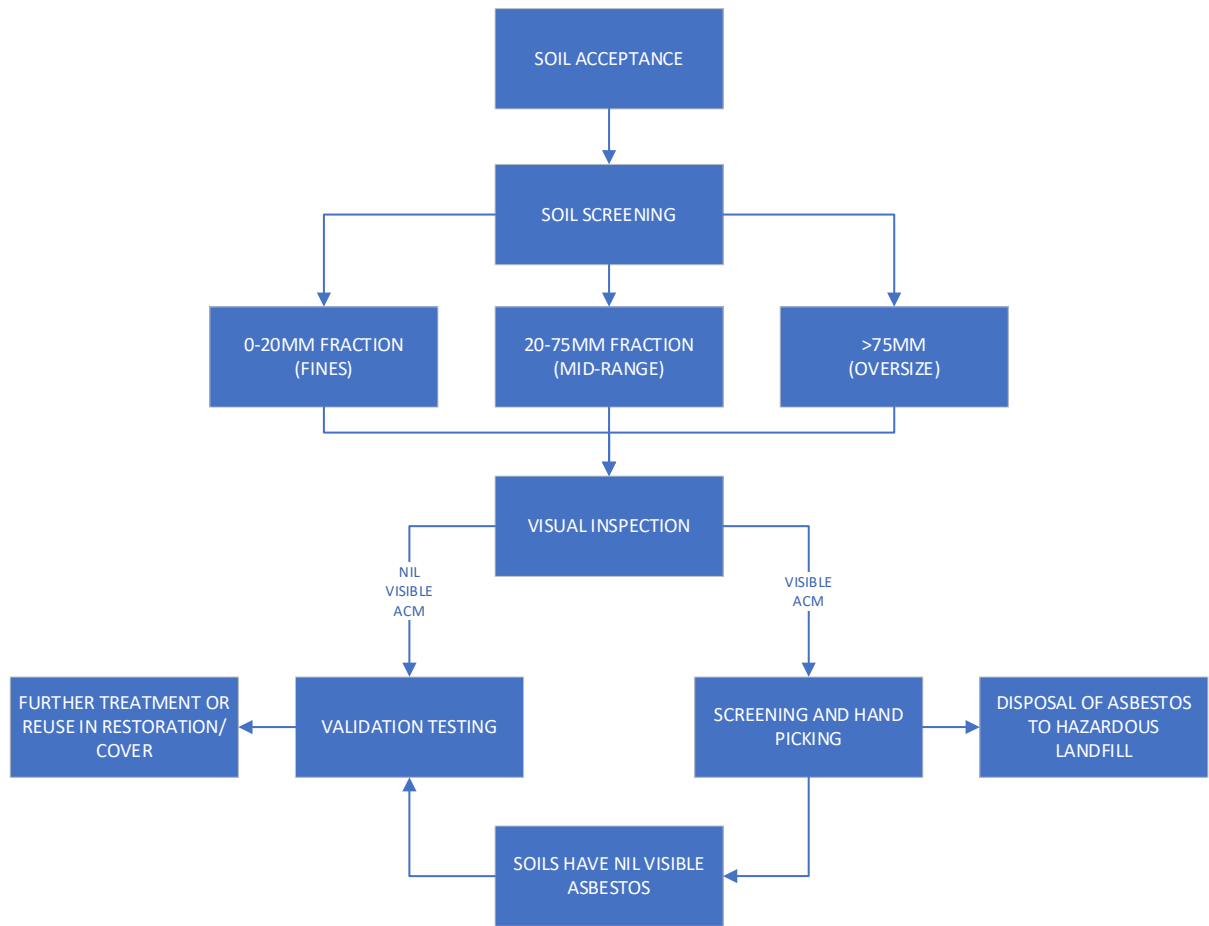 SOIL ACCEPTANCE
SOIL SCREENING
0-20MM FRACTION
(FINES)
20-75MM FRACTION
(MID-RANGE)
>75MM
(OVERSIZE)
VISUAL INSPECTION
NIL
VISIBLE
ACM
VISIBLE
ACM
FURTHER TREATMENT OR
REUSE IN RESTORATION/
COVER
VALIDATION TESTING
SCREENING AND HAND
PICKING
DISPOSAL OF ASBESTOS
TO HAZARDOUS
LANDFILL
SOILS HAVE NIL VISIBLE
ASBESTOS